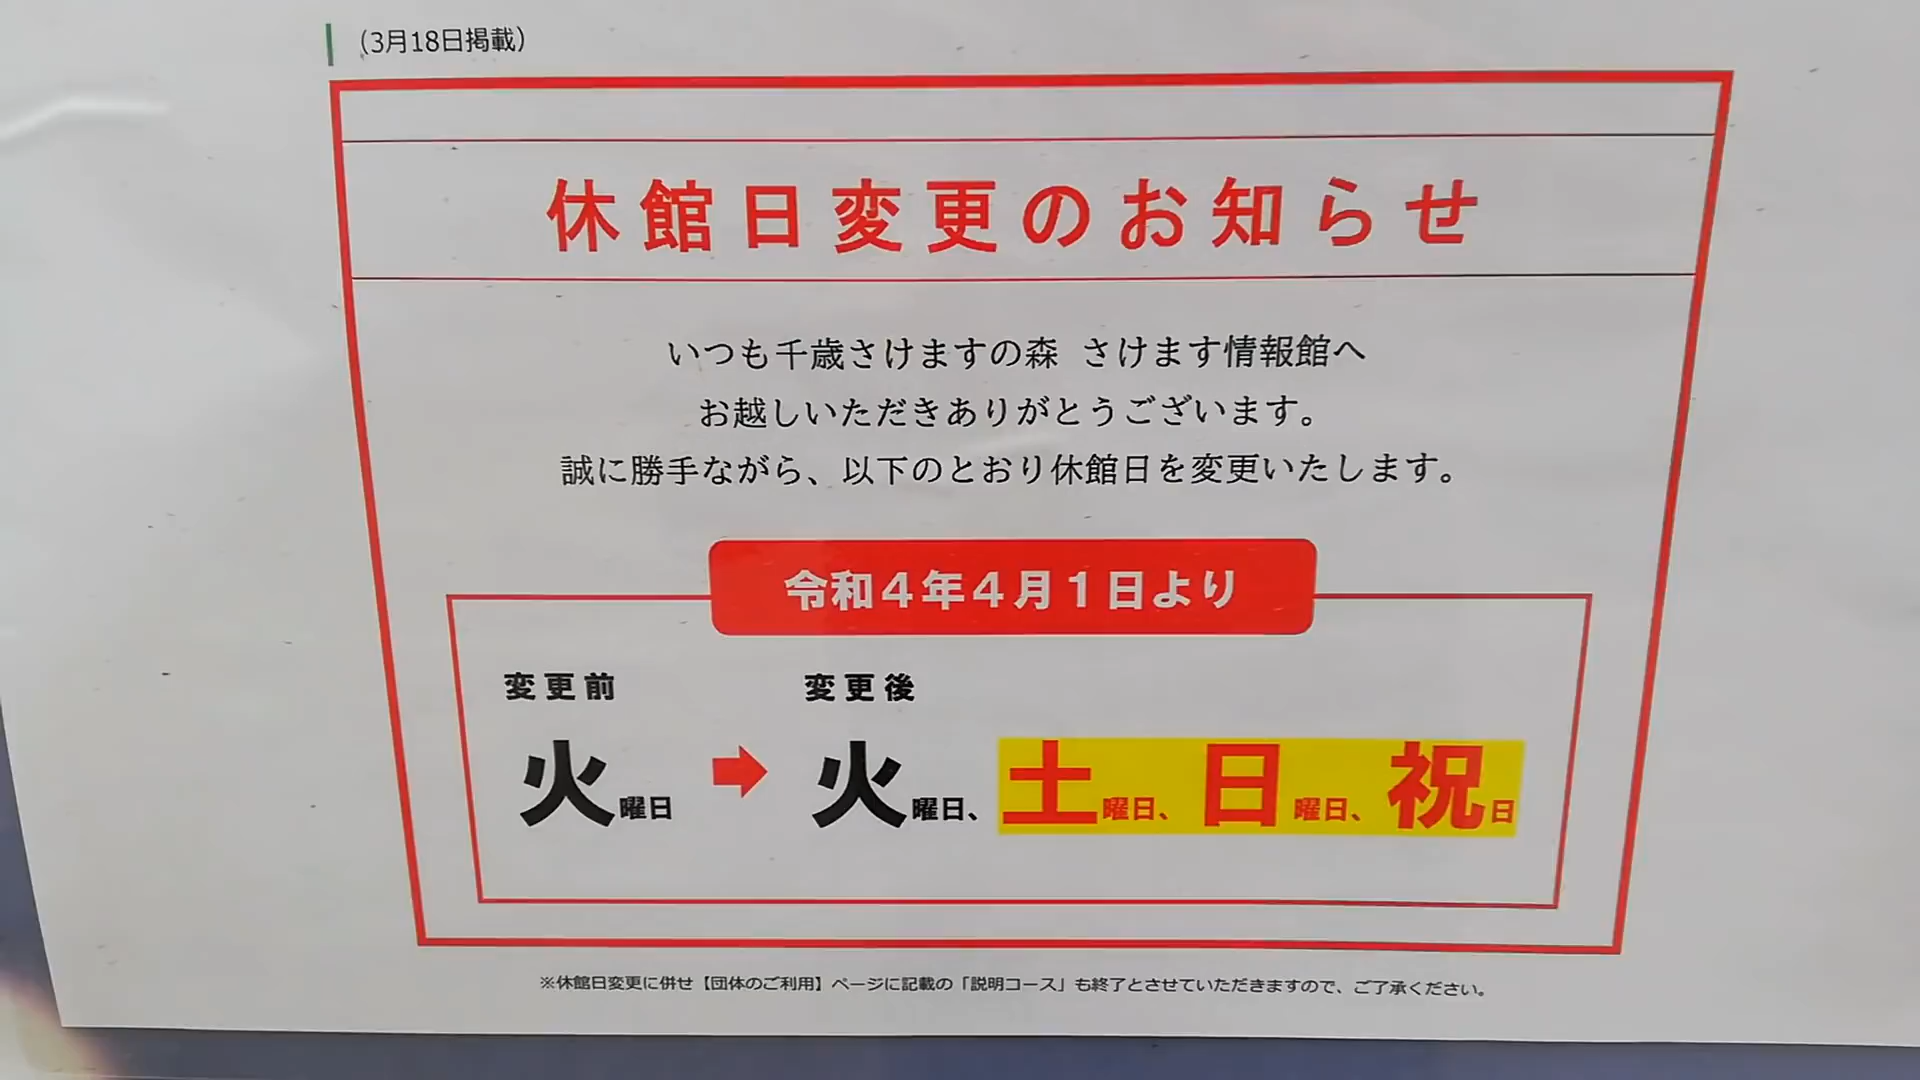 （3月18日掲載）
休館日変更のお知らせ
いつも千歳さけますの森 さけます情報館へ
お越しいただきありがとうございます。
誠に勝手ながら、以下のとおり休館日を変更いたします。
令和４年４月１日より
変更前
変更後
火曜日
火曜日、土曜日、日曜日、祝日
※休館日変更に併せ【団体のご利用】ページに記載の「説明コース」も終了とさせていただきますので、ご了承ください。